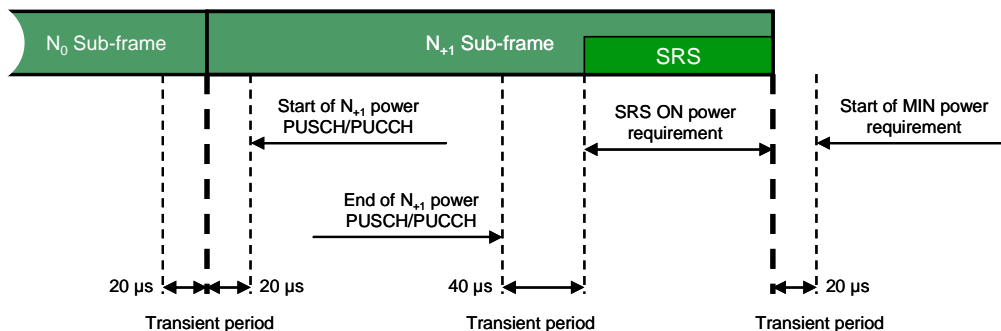 N0 Sub-frame
N+1 Sub-frame
SRS
Start of N+1 power
PUSCH/PUCCH
SRS ON power
requirement
Start of MIN power
requirement
End of N+1 power
PUSCH/PUCCH
20 µs
20 µs
40 µs
20 µs
Transient period
Transient period
Transient period